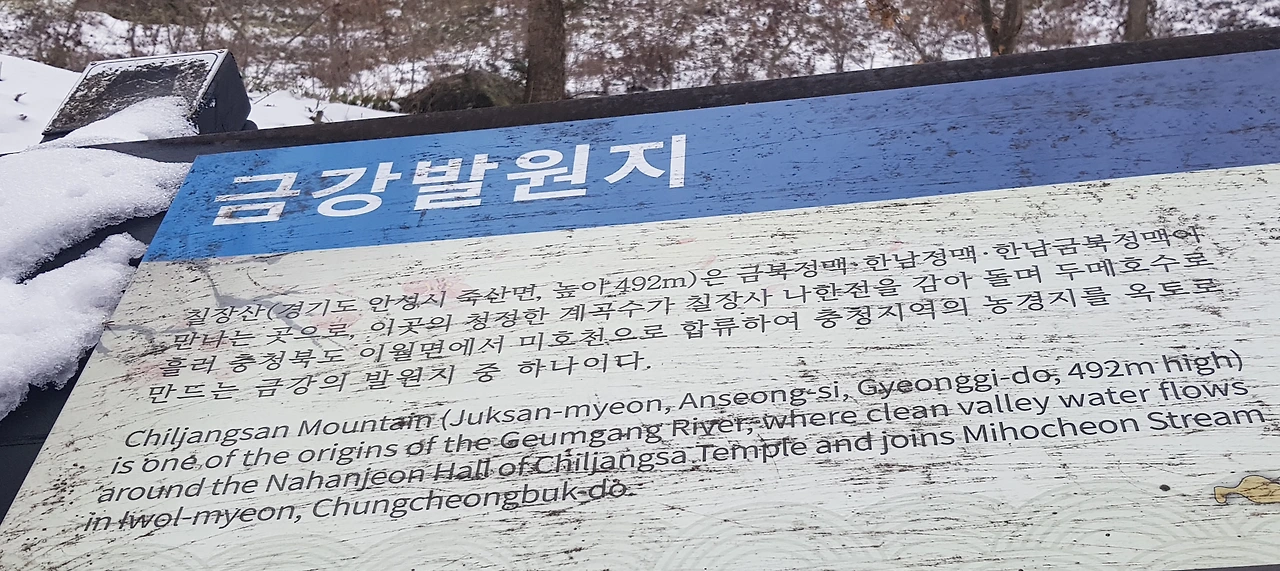 금강발원지
칠장산(경기도 안성시 죽산면, 높이 492m)은 금북정맥·한남정맥·한남금북정맥이
만나는 곳으로, 이곳의 청정한 계곡수가 칠장사 나한전을 감아 돌며 두메호수로
흘러 충청북도 이월면에서 미호천으로 합류하여 충청지역의 농경지를 옥토로
만드는 금강의 발원지 중 하나이다.
Chiljangsan Mountain (Juksan-myeon, Anseong-si, Gyeonggi-do, 492m high)
is one of the origins of the Geumgang River, where clean valley water flows
around the Nahanjeon Hall of Chiljangsa Temple and joins Mihocheon Stream
in Iwol-myeon, Chungcheongbuk-do.